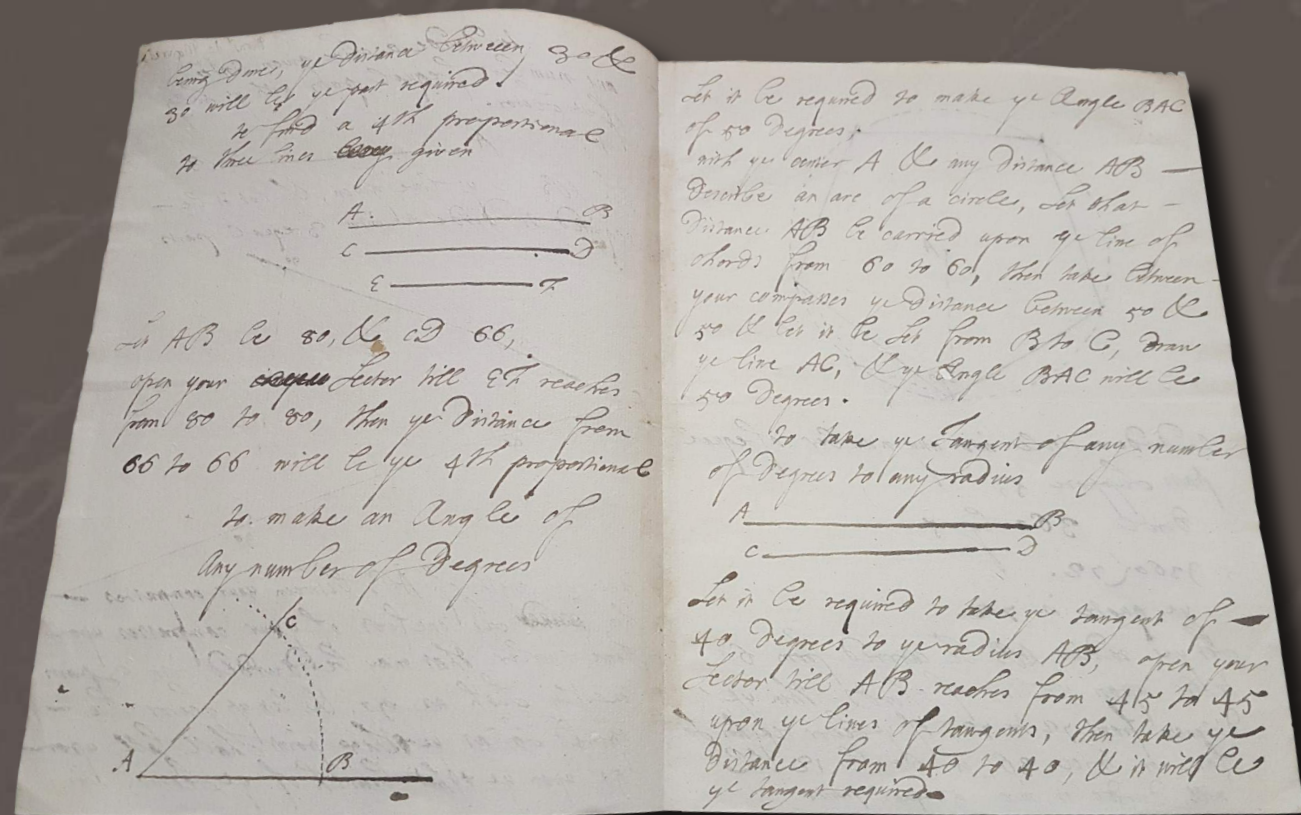 being Done, ye Distance between 30 &
30 will be ye part required.
to find a 4th proportional
to three lines given
A. B
C D
E F
Let AB be 80, & CD 66,
open your Sector till EF reaches
from 80 to 80, then ye Distance from
66 to 66 will be ye 4th proportional
to make an Angle of
Any number of Degrees
C
A B
Let it be required to make ye Angle BAC
of 50 Degrees.
with ye center A & any Distance AB
Describe an arc of a circle, let that
Distance AB be carried upon ye line of
chords from 60 to 60, then take between
your compasses ye Distance between 50 &
50 & let it be set from B to C, Draw
ye line AC, & ye Angle BAC will be
50 Degrees.
to take ye Tangent of any number
of Degrees to any radius
A B
C D
Let it be required to take ye tangent of
40 Degrees to ye radius AB, open your
Sector till AB reaches from 45 to 45
upon ye lines of tangents, then take ye
Distance from 40 to 40, & it will be
ye tangent required